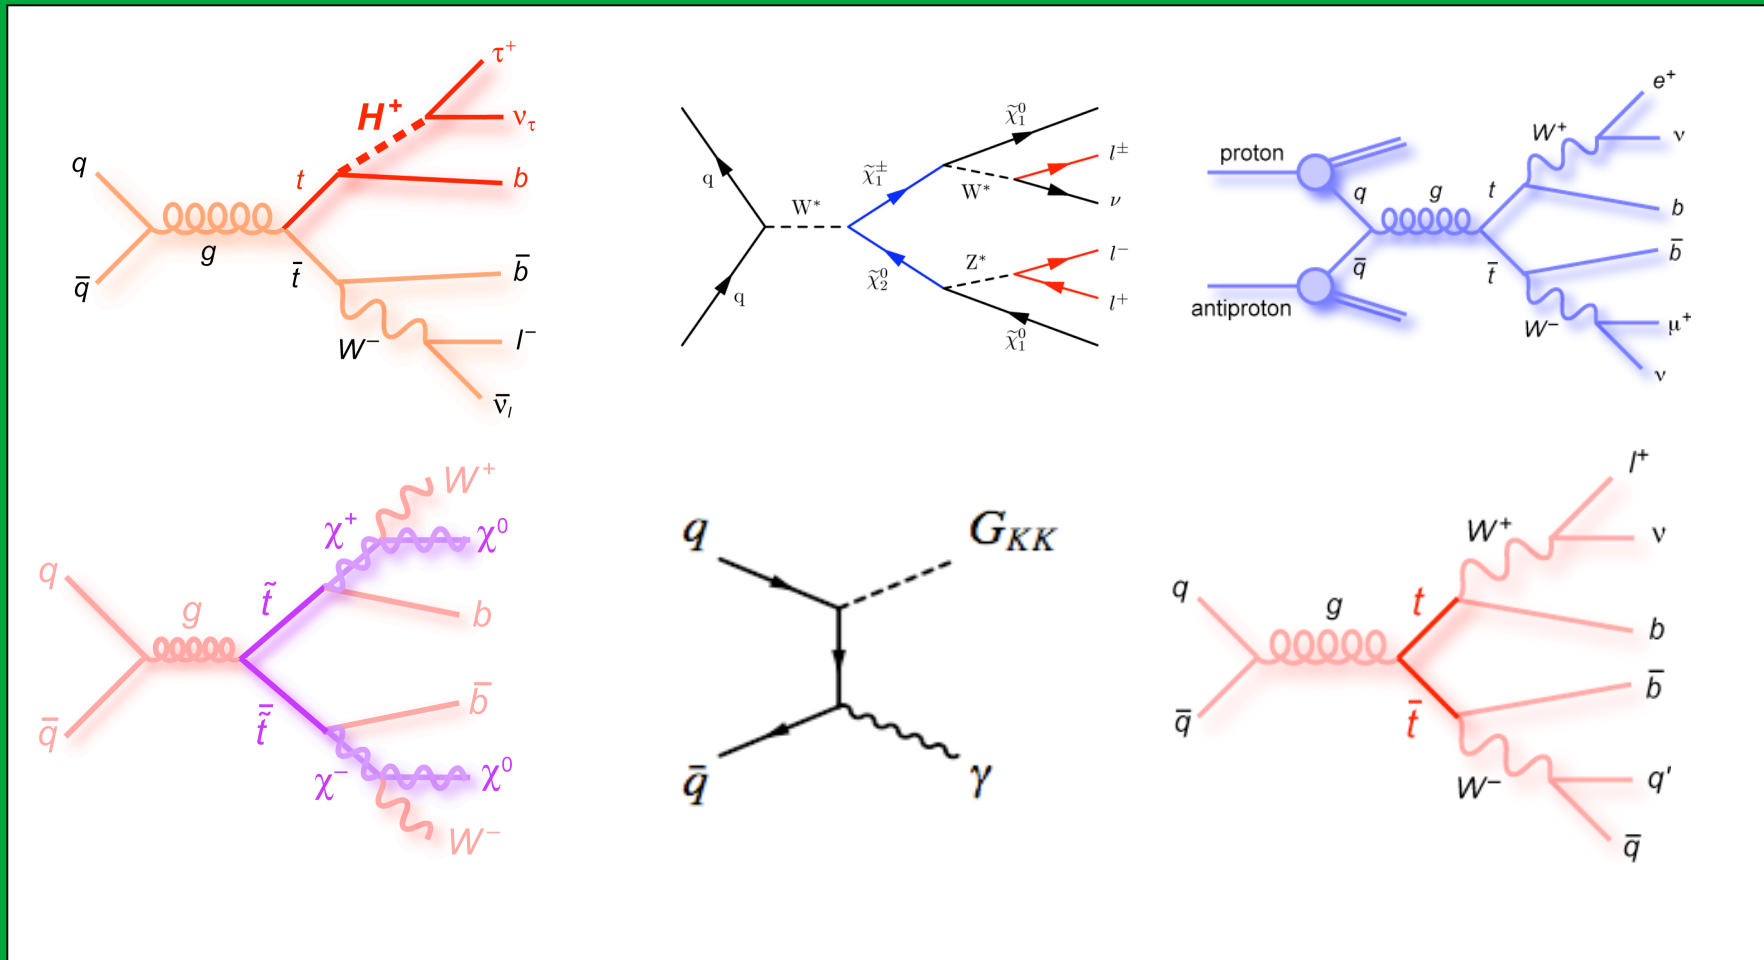 τ⁺
H⁺
ν_τ
q
t
b
g
q̅
t̅
b̅
W⁻
l⁻
ν̅_l
χ̃₁⁰
l^±
q
χ̃₁^±
W*
ν
W*
q
χ̃₂⁰
Z*
l⁻
l⁺
χ̃₁⁰
e⁺
W⁺
ν
proton
q
g
t
b
q̅
t̅
b̅
antiproton
W⁻
μ⁺
ν
W⁺
χ⁺
χ⁰
q
g
t̃
b
q̅
t̃̅
b̅
χ⁻
χ⁰
W⁻
q
G_KK
q̅
γ
l⁺
W⁺
ν
q
g
t
b
q̅
t̅
b̅
W⁻
q'
q̅